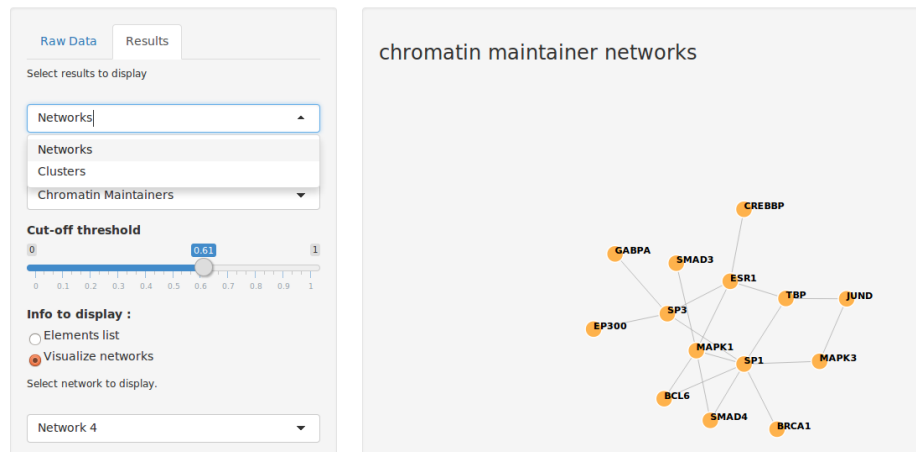 Raw Data
Results
Select results to display
Networks
Networks
Clusters
Chromatin Maintainers
Cut-off threshold
0
0.61
1
0 0.1 0.2 0.3 0.4 0.5 0.6 0.7 0.8 0.9 1
Info to display :
Elements list
Visualize networks
Select network to display.
Network 4
chromatin maintainer networks
CREBBP
GABPA
SMAD3
ESR1
TBP
JUND
SP3
EP300
MAPK1
SP1
MAPK3
BCL6
SMAD4
BRCA1